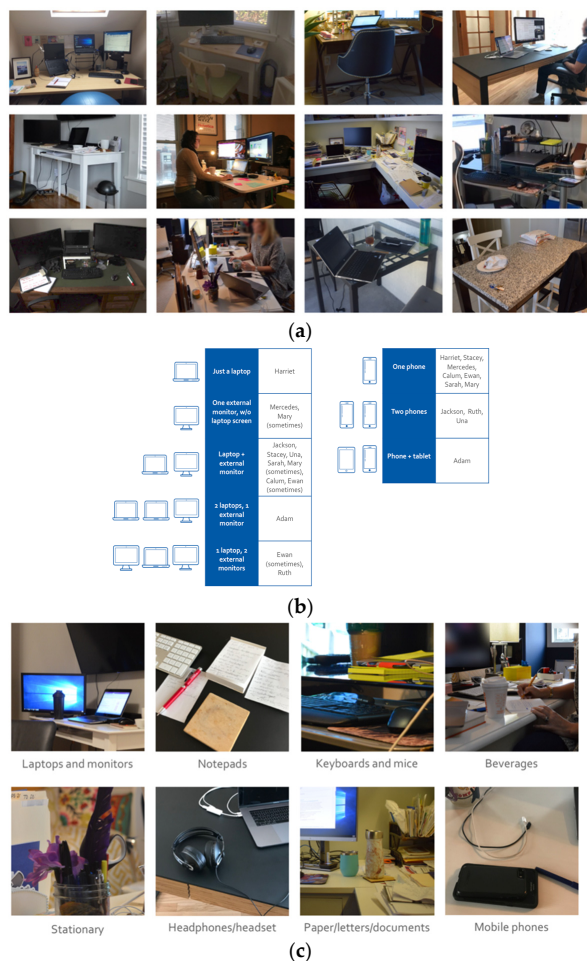 (a)
Just a laptop
Harriet
One external
monitor, w/o
laptop screen
Mercedes,
Mary
(sometimes)
Laptop +
external
monitor
Jackson,
Stacey, Una,
Sarah, Mary
(sometimes),
Calum, Ewan
(sometimes)
2 laptops, 1
external
monitor
Adam
1 laptop, 2
external
monitors
Ewan
(sometimes),
Ruth
One phone
Harriet, Stacey,
Mercedes,
Calum, Ewan,
Sarah, Mary
Two phones
Jackson, Ruth,
Una
Phone + tablet
Adam
(b)
Laptops and monitors
Notepads
Keyboards and mice
Beverages
Stationary
Headphones/headset
Paper/letters/documents
Mobile phones
(c)